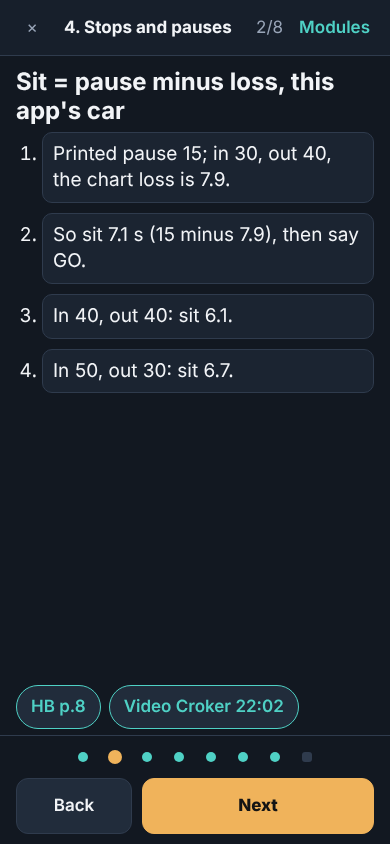 × 4. Stops and pauses 2/8 Modules
Sit = pause minus loss, this
app's car
1. Printed pause 15; in 30, out 40,
the chart loss is 7.9.
2. So sit 7.1 s (15 minus 7.9), then say
GO.
3. In 40, out 40: sit 6.1.
4. In 50, out 30: sit 6.7.
HB p.8 Video Croker 22:02
Back Next